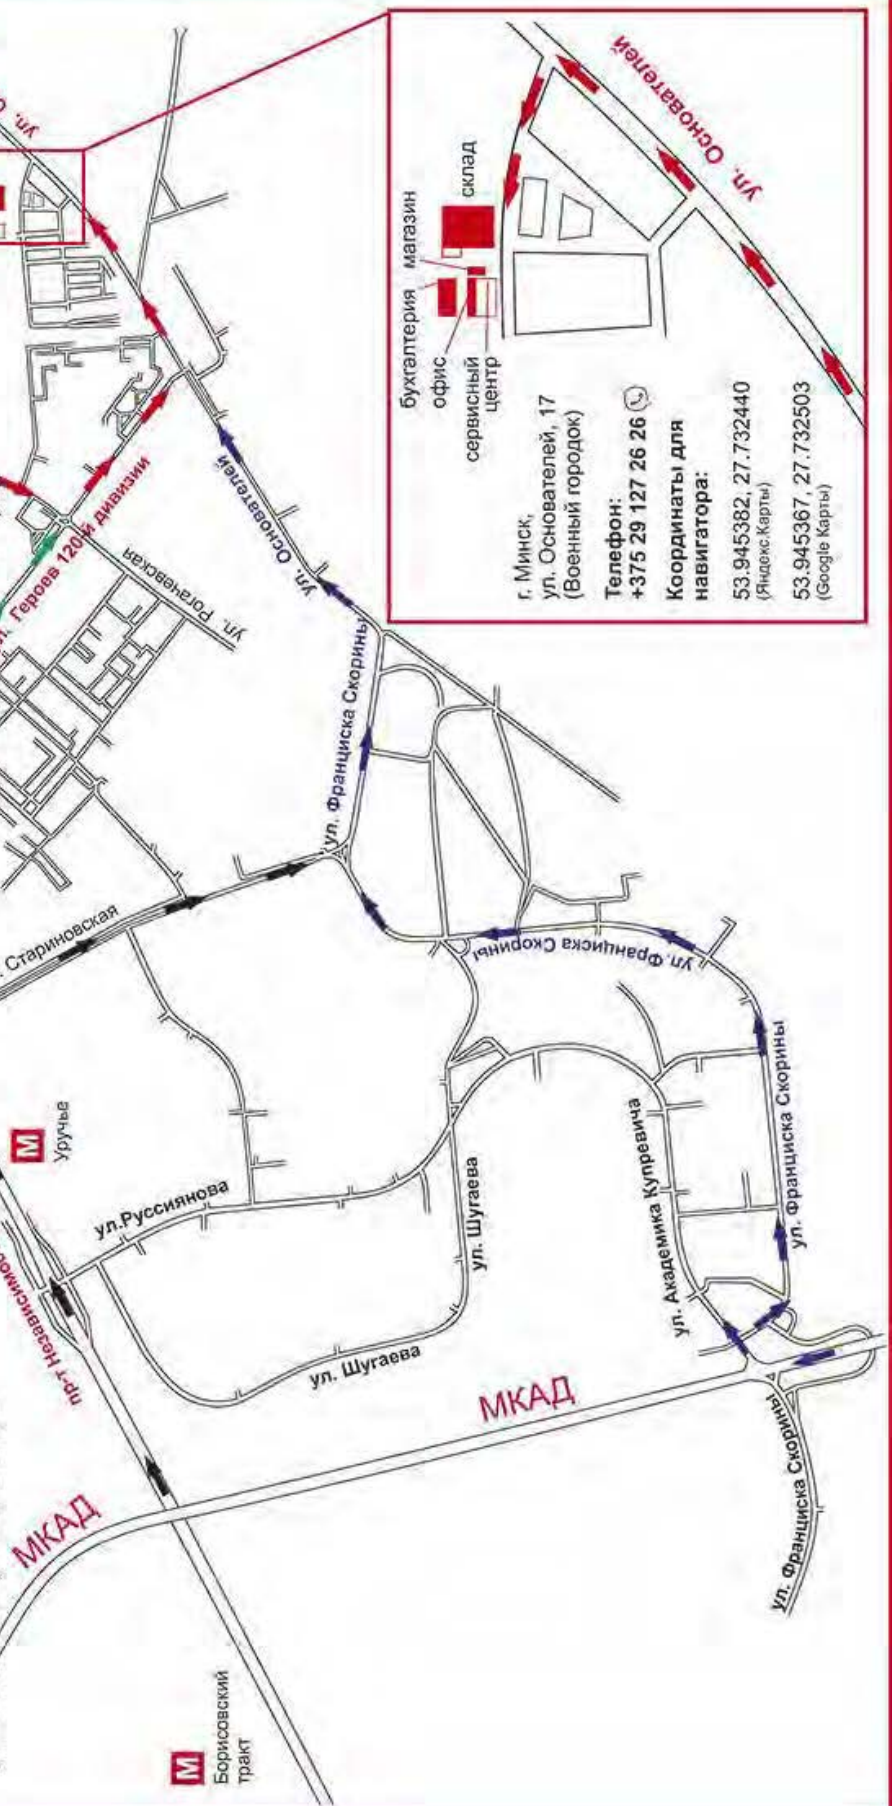 М
Борисовский
тракт
МКАД
пр-т Независимос
М
Уручье
ул.Руссиянова
ул. Шугаева
ул. Шугаева
МКАД
ул. Франциска Скорины
ул. Академика Купревича
ул. Франциска Скорины
ул. Франциска Скорины
ул. Франциска Скорины
Стариновская
ул. Франциска Скорины
ул. Основателей
ул. Героев 120-й дивизии
ул. Рогачевская
ул. О
г. Минск,
ул. Основателей, 17
(Военный городок)
Телефон:
+375 29 127 26 26
Координаты для
навигатора:
53.945382, 27.732440
(Яндекс.Карты)
53.945367, 27.732503
(Google Карты)
бухгалтерия
магазин
офис
склад
сервисный
центр
ул. Основателей